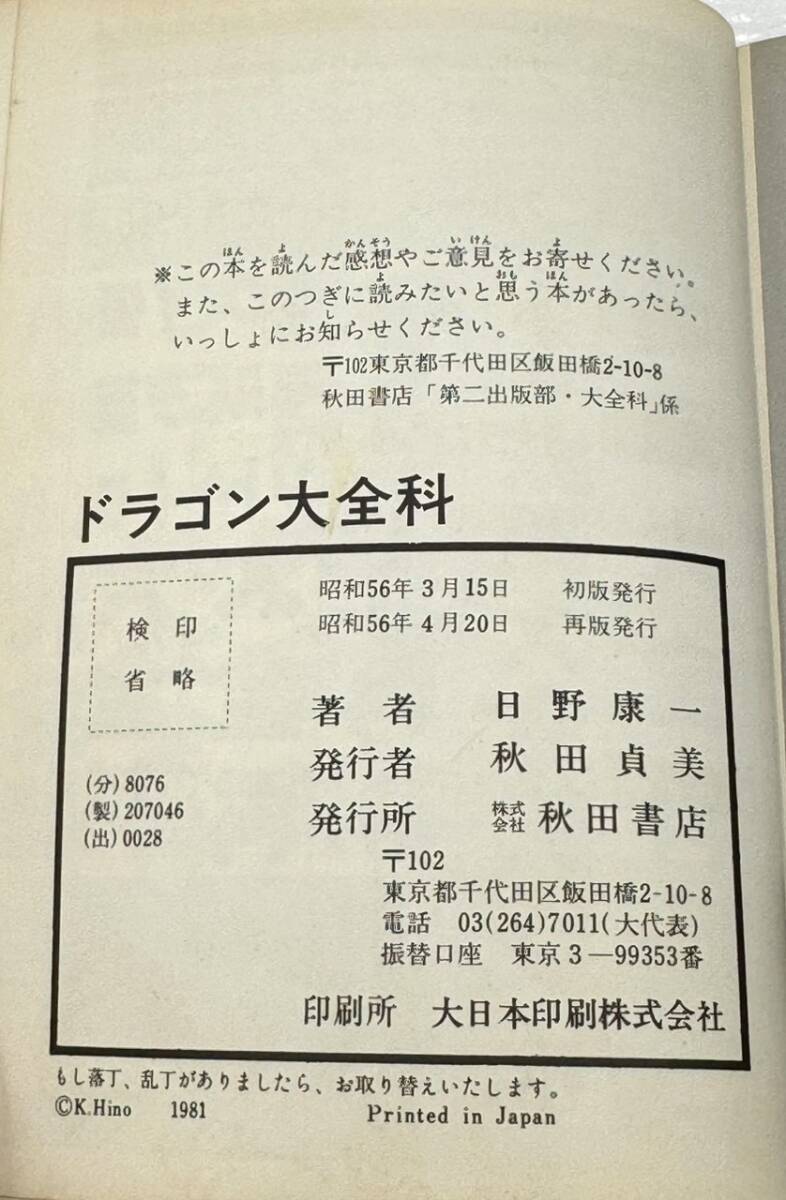 ※この本を読んだ感想やご意見をお寄せください。
また、このつぎに読みたいと思う本があったら、
いっしょにお知らせください。
〒102東京都千代田区飯田橋2-10-8
秋田書店「第二出版部・大全科」係
ドラゴン大全科
検印
省略
昭和56年3月15日 初版発行
昭和56年4月20日 再版発行
著者 日野康一
発行者 秋田貞美
発行所 株式会社 秋田書店
〒102
東京都千代田区飯田橋2-10-8
電話 03(264)7011(大代表)
振替口座 東京3―99353番
印刷所 大日本印刷株式会社
(分)8076
(製)207046
(出)0028
もし落丁、乱丁がありましたら、お取り替えいたします。
©K.Hino 1981 Printed in Japan